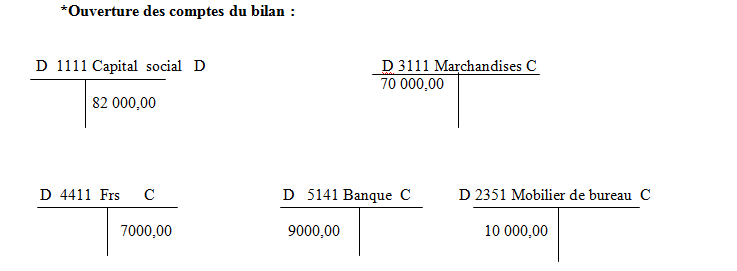 *Ouverture des comptes du bilan :
D 1111 Capital social D
82 000,00
D 3111 Marchandises C
70 000,00
D 4411 Frs C
7000,00
D 5141 Banque C
9000,00
D 2351 Mobilier de bureau C
10 000,00